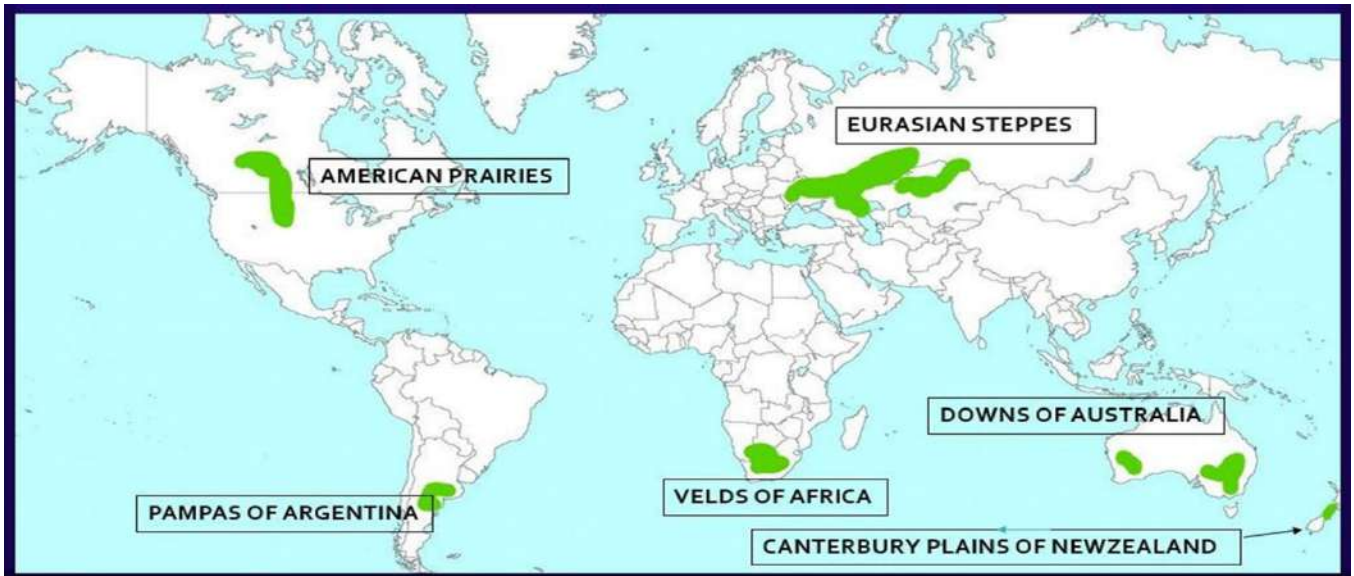 EURASIAN STEPPES
AMERICAN PRAIRIES
DOWNS OF AUSTRALIA
VELDS OF AFRICA
PAMPAS OF ARGENTINA
CANTERBURY PLAINS OF NEWZEALAND